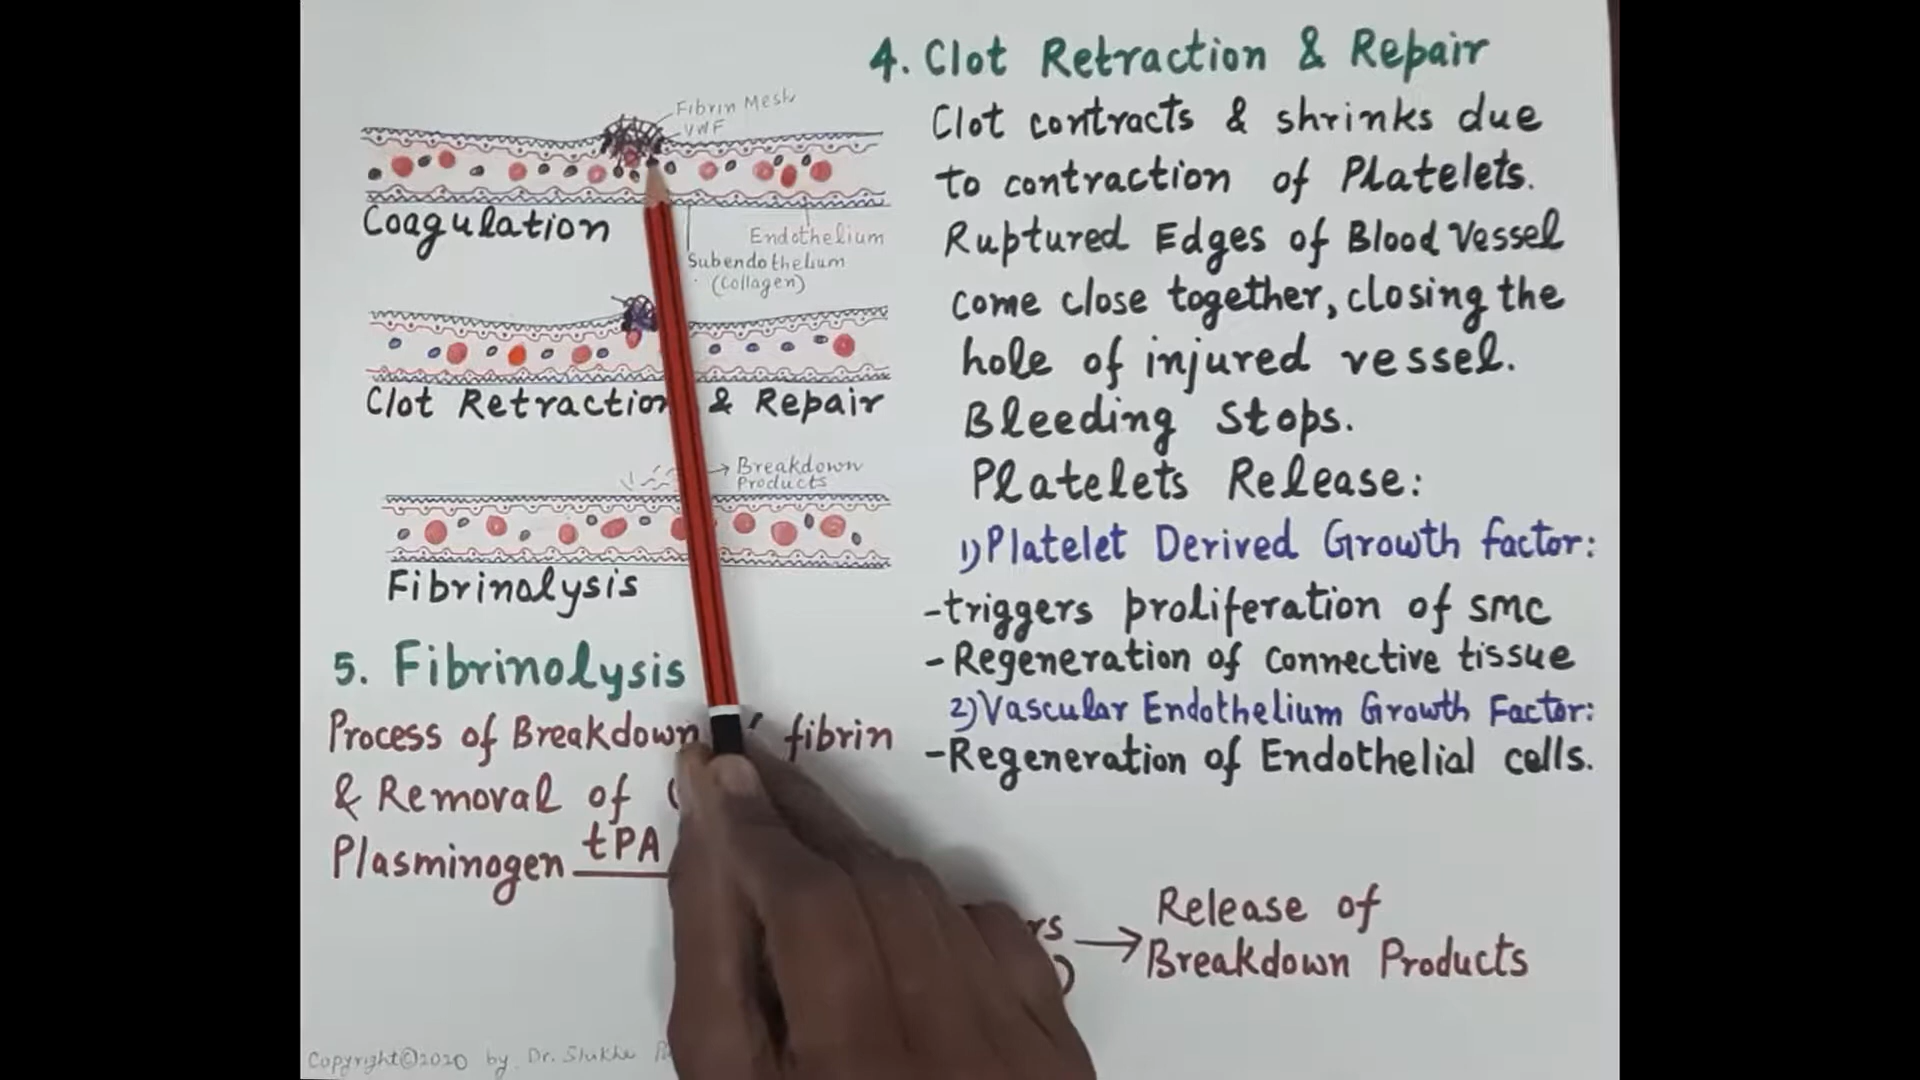 Fibrin Mesh
VWF
Coagulation
Endothelium
Subendothelium
(Collagen)
Clot Retraction & Repair
Breakdown
Products
Fibrinolysis
5. Fibrinolysis
Process of Breakdown fibrin
& Removal of
Plasminogen tPA
4. Clot Retraction & Repair
Clot contracts & shrinks due
to contraction of Platelets.
Ruptured Edges of Blood Vessel
come close together, closing the
hole of injured vessel.
Bleeding Stops.
Platelets Release:
1) Platelet Derived Growth factor:
- triggers proliferation of SMC
- Regeneration of connective tissue
2) Vascular Endothelium Growth Factor:
- Regeneration of Endothelial cells.
Release of
Breakdown Products
Copyright©2020 by Dr.